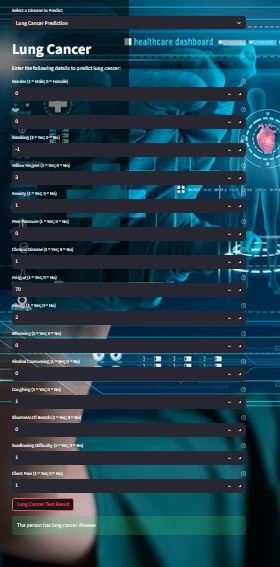 Select a Disease to Predict
Lung Cancer Prediction
healthcare dashboard
Lung Cancer
Enter the following details to predict lung cancer:
Gender (1 = Male; 0 = Female)
0
Age
0
Smoking (1 = Yes; 0 = No)
-1
Yellow Fingers (1 = Yes; 0 = No)
3
Anxiety (1 = Yes; 0 = No)
1
Peer Pressure (1 = Yes; 0 = No)
0
Chronic Disease (1 = Yes; 0 = No)
1
Fatigue (1 = Yes; 0 = No)
70
(1 = Yes; 0 = No)
2
Wheezing (1 = Yes; 0 = No)
0
Alcohol Consuming (1 = Yes; 0 = No)
0
Coughing (1 = Yes; 0 = No)
1
Shortness Of Breath (1 = Yes; 0 = No)
0
Swallowing Difficulty (1 = Yes; 0 = No)
1
Chest Pain (1 = Yes; 0 = No)
1
Lung Cancer Test Result
The person has lung cancer disease